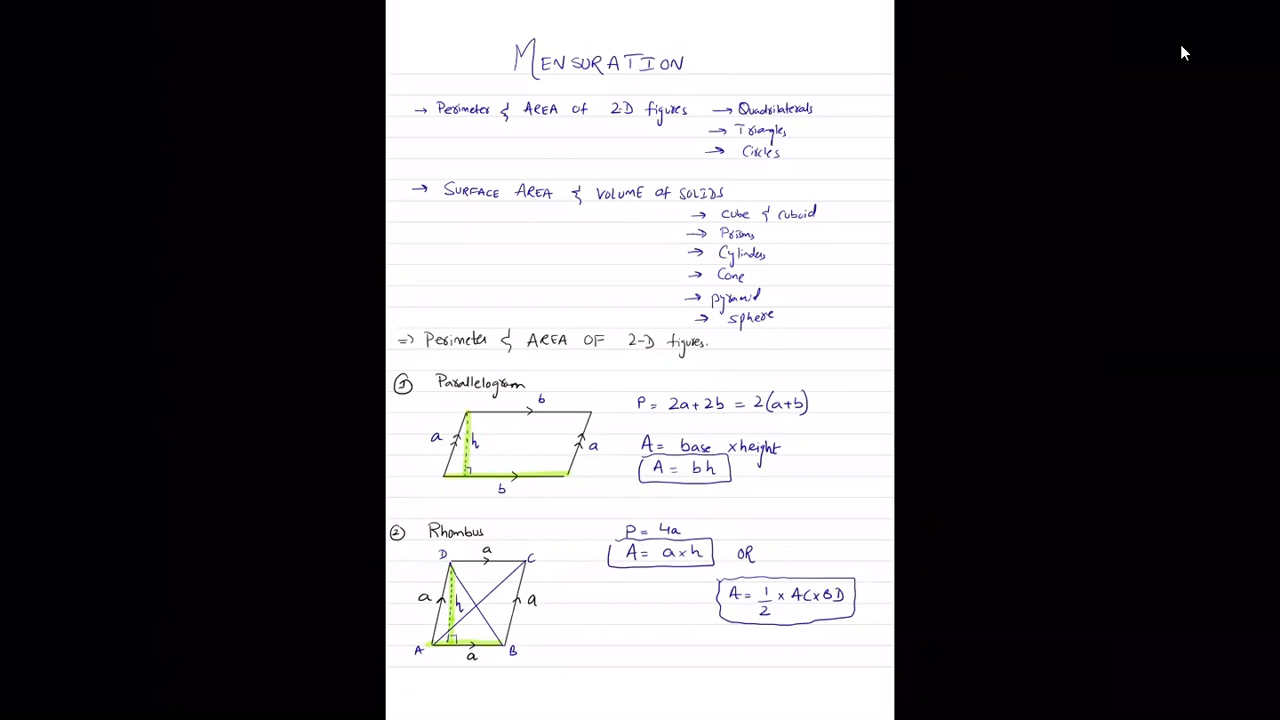 MENSURATION
→ Perimeter & AREA of 2-D figures → Quadrilaterals
→ Triangles
→ Circles
→ SURFACE AREA & VOLUME of SOLIDS
→ cube & cuboid
→ Prisms
→ Cylinders
→ Cone
→ pyramid
→ sphere
⇒ Perimeter & AREA OF 2-D figures.
① Parallelogram
b
P = 2a+2b = 2(a+b)
a h a
A = base x height
A = bh
b
② Rhombus
P = 4a
D a C
A = a x h OR
a h a
A = 1/2 x AC x BD
A a B